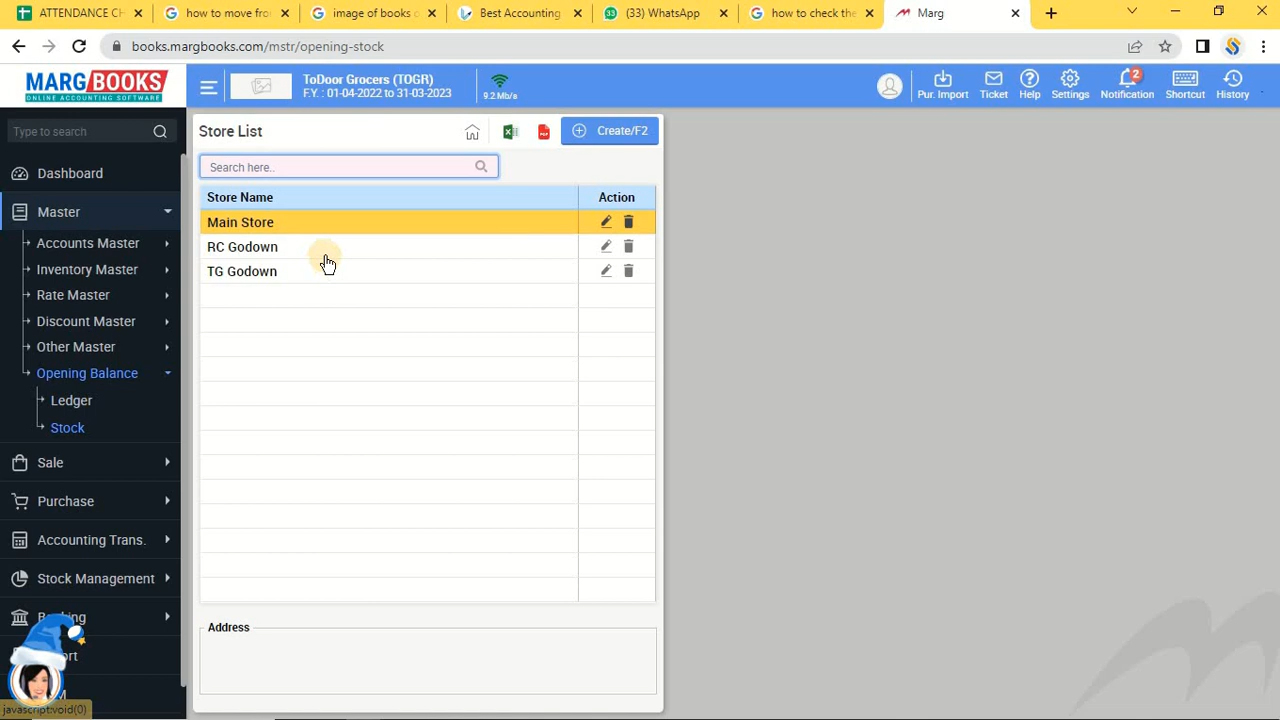 ATTENDANCE CH
how to move fro
image of books o
Best Accounting
(33) WhatsApp
how to check the
Marg
books.margbooks.com/mstr/opening-stock
MARG BOOKS
ONLINE ACCOUNTING SOFTWARE
ToDoor Grocers (TOGR)
F.Y. : 01-04-2022 to 31-03-2023
9.2 Mb/s
Pur. Import
Ticket
Help
Settings
2
Notification
Shortcut
History
Type to search
Dashboard
Master
Accounts Master
Inventory Master
Rate Master
Discount Master
Other Master
Opening Balance
Ledger
Stock
Sale
Purchase
Accounting Trans.
Stock Management
javascript:void(0)
Store List
Create/F2
Search here..
Store Name Action
Main Store
RC Godown
TG Godown
Address